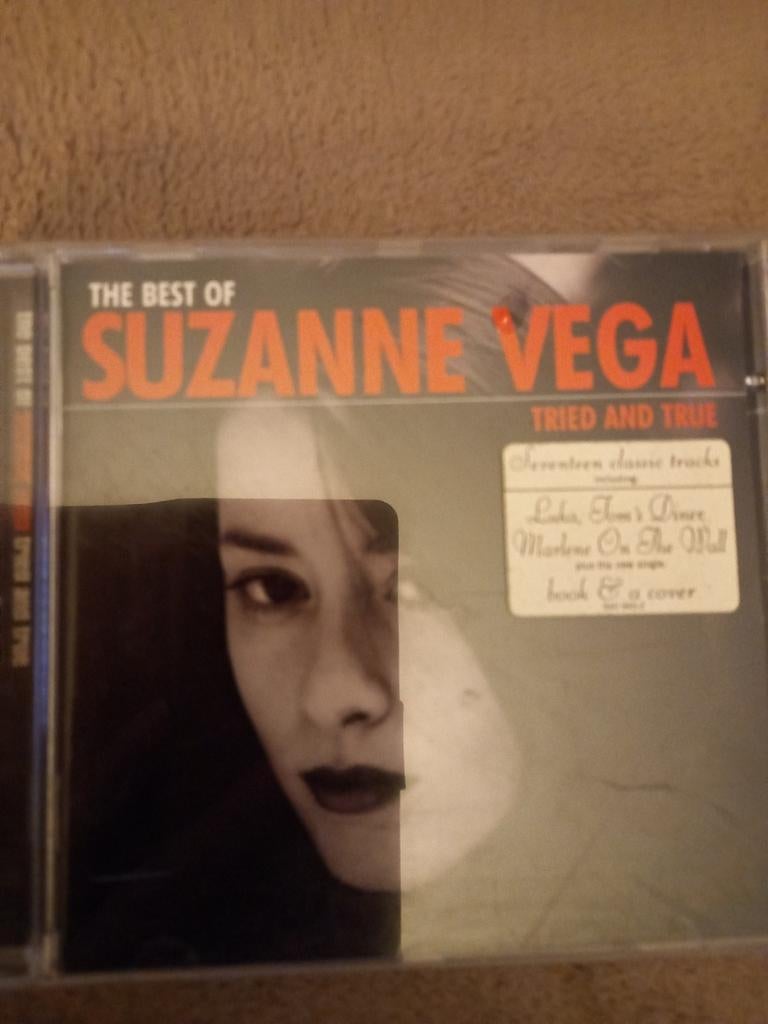 THE BEST OF
SUZANNE VEGA
TRIED AND TRUE
Seventeen classic tracks
including
Luka, Tom's Diner,
Marlene On The Wall
plus the new single
book & a cover